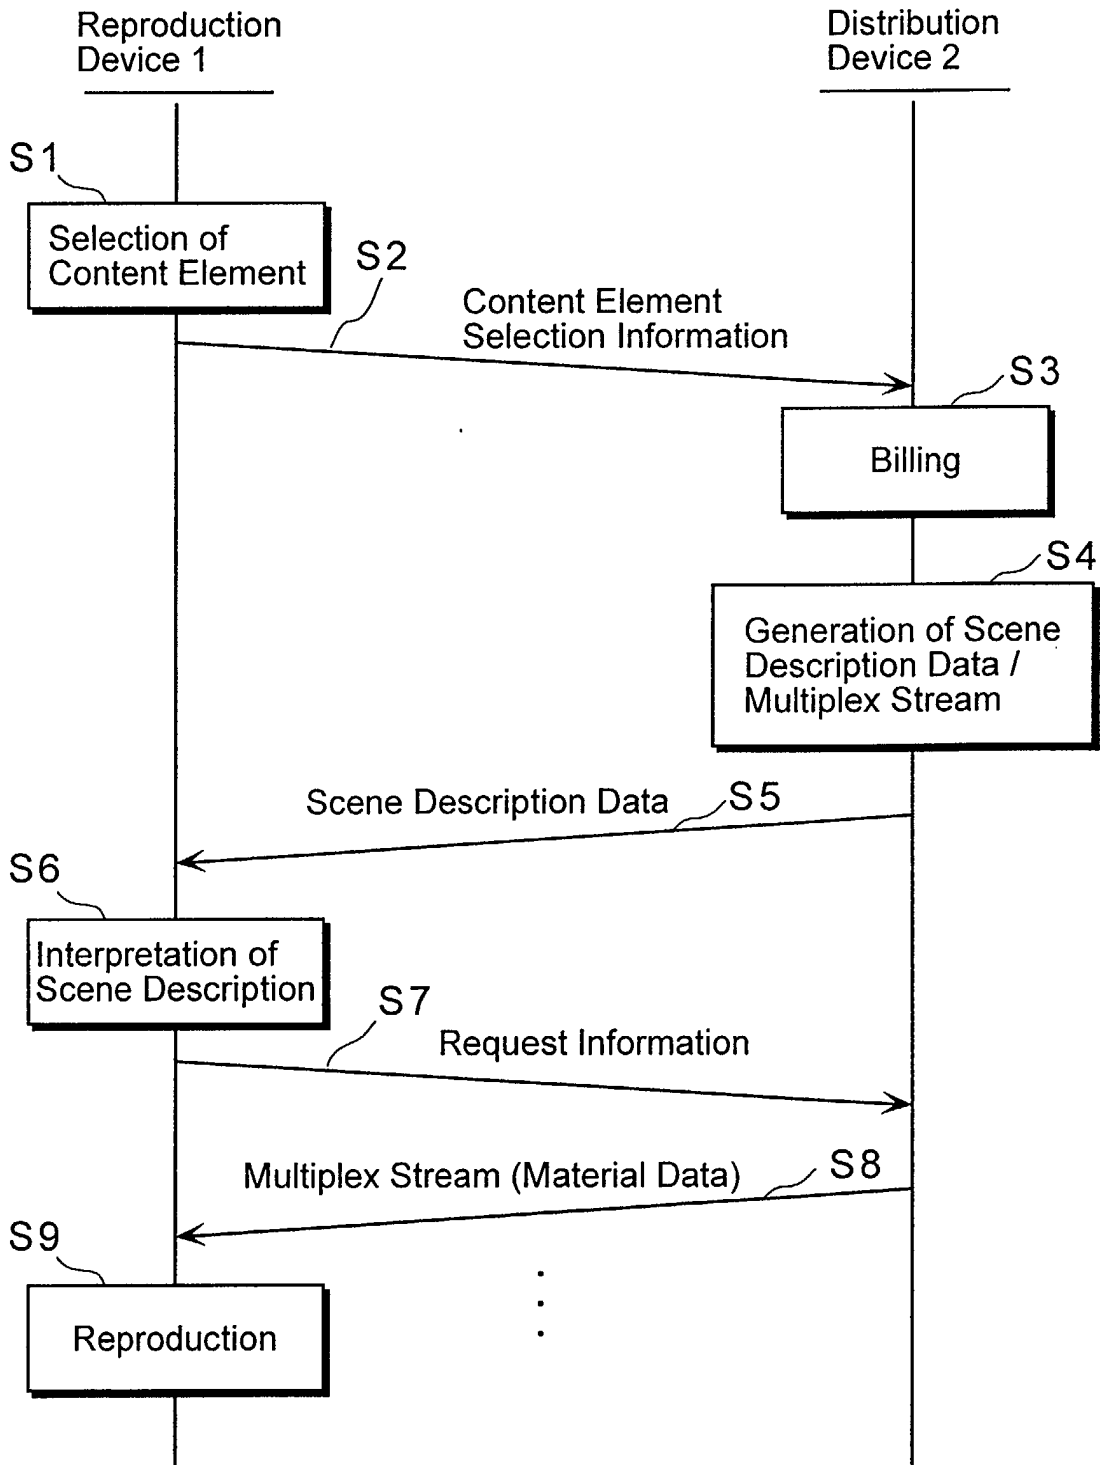 Reproduction
Device 1
Distribution
Device 2
S1
Selection of
Content Element
S2
Content Element
Selection Information
S3
Billing
S4
Generation of Scene
Description Data /
Multiplex Stream
Scene Description Data
S5
S6
Interpretation of
Scene Description
S7
Request Information
Multiplex Stream (Material Data)
S8
S9
Reproduction